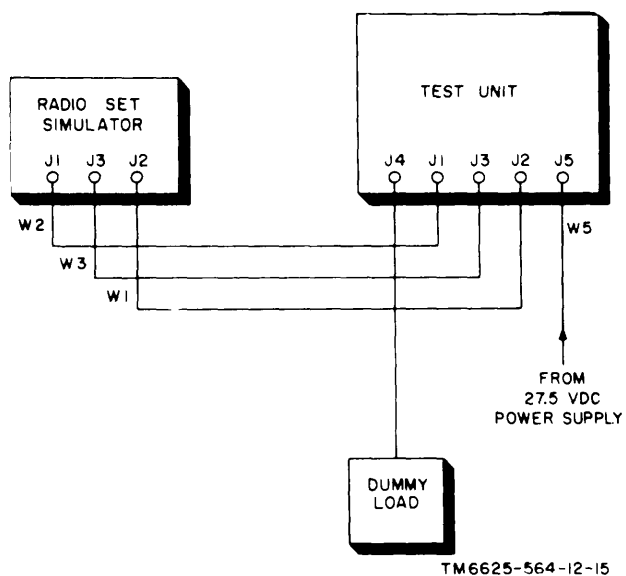 RADIO SET
SIMULATOR
J1 J3 J2
TEST UNIT
J4 J1 J3 J2 J5
W2
W3
W1
W5
FROM
27.5 VDC
POWER SUPPLY
DUMMY
LOAD
TM6625-564-12-15